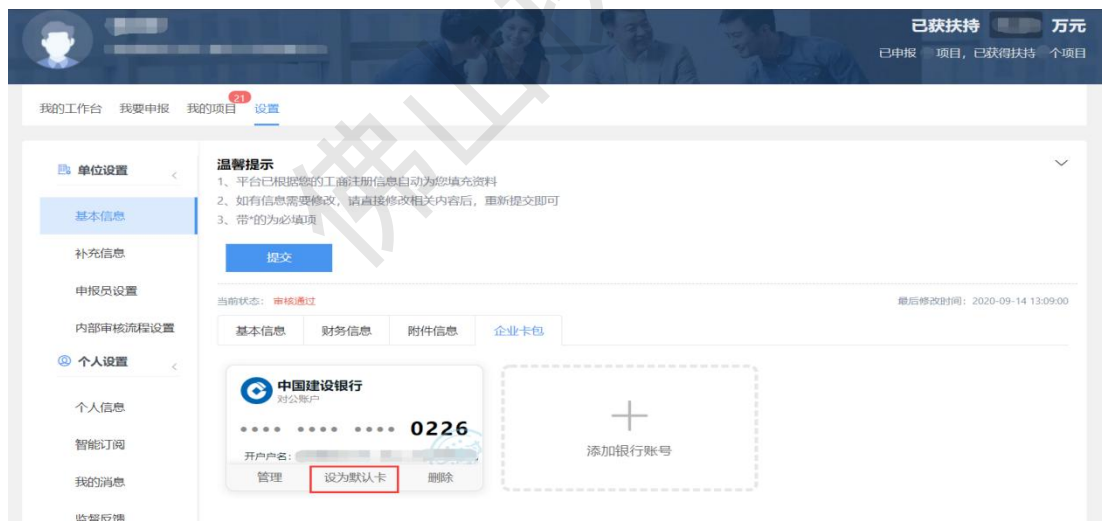 已获扶持 万元
已申报 项目，已获得扶持 个项目
我的工作台 我要申报 我的项目 21 设置
单位设置
基本信息
补充信息
申报员设置
内部审核流程设置
个人设置
个人信息
智能订阅
我的消息
监督反馈
温馨提示
1、平台已根据您的工商注册信息自动为您填充资料
2、如有信息需要修改，请直接修改相关内容后，重新提交即可
3、带*的为必填项
提交
当前状态：审核通过
最后修改时间：2020-09-14 13:09:00
基本信息 财务信息 附件信息 企业卡包
中国建设银行
对公账户
•••• •••• •••• 0226
开户户名：
管理 设为默认卡 删除
添加银行账号
佛山